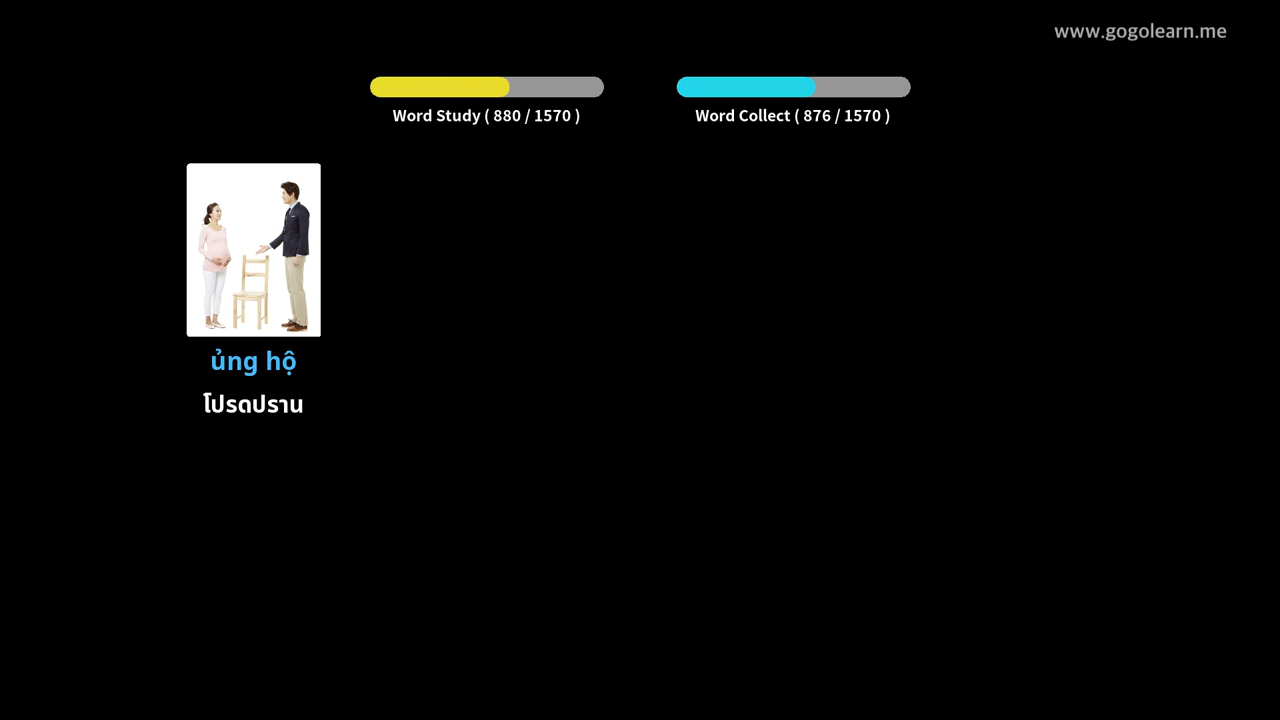 www.gogolearn.me
Word Study ( 880 / 1570 )
Word Collect ( 876 / 1570 )
ủng hộ
โปรดปราน